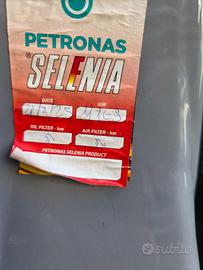 PETRONAS
SELENIA
DATE
KM
OIL FILTER - km
AIR FILTER - km
PETRONAS SELENIA PRODUCT
subito